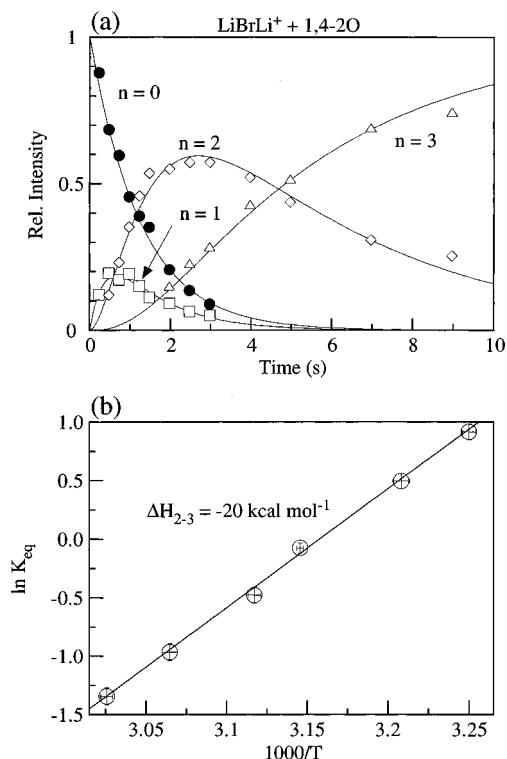 LiBrLi⁺ + 1,4-2O
(a)
1
0.5
0
Rel. Intensity
n = 0
n = 2
n = 3
n = 1
0 2 4 6 8 10
Time (s)
(b)
1.0
0.5
0.0
-0.5
-1.0
-1.5
ln K_eq
ΔH₂₋₃ = -20 kcal mol⁻¹
3.05 3.10 3.15 3.20 3.25
1000/T